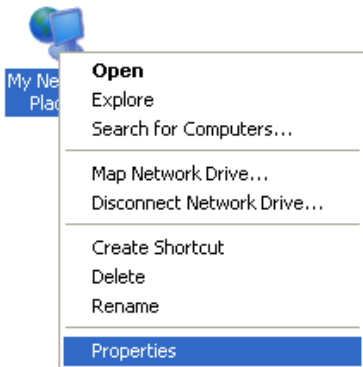 My Ne
Plac
Open
Explore
Search for Computers...
Map Network Drive...
Disconnect Network Drive...
Create Shortcut
Delete
Rename
Properties